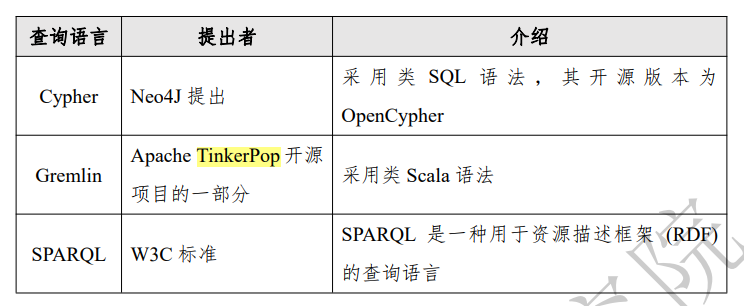 查询语言 提出者 介绍
Cypher Neo4J 提出 采用类 SQL 语法，其开源版本为
OpenCypher
Gremlin Apache TinkerPop 开源
项目的一部分 采用类 Scala 语法
SPARQL W3C 标准 SPARQL 是一种用于资源描述框架 (RDF)
的查询语言
院